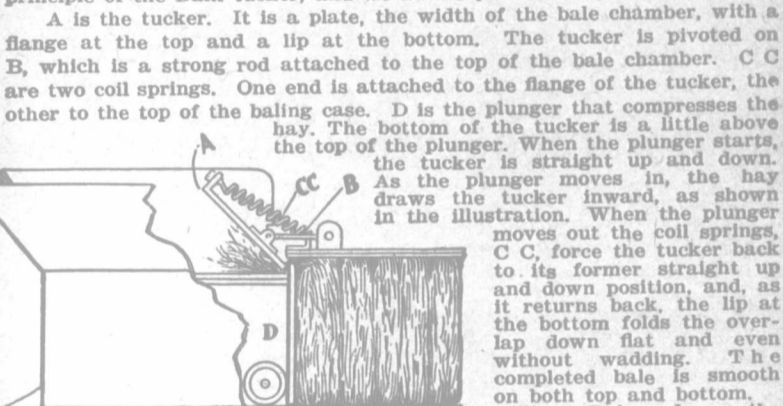 A is the tucker. It is a plate, the width of the bale chamber, with a
flange at the top and a lip at the bottom. The tucker is pivoted on
B, which is a strong rod attached to the top of the bale chamber. C C
are two coil springs. One end is attached to the flange of the tucker, the
other to the top of the baling case. D is the plunger that compresses the
hay. The bottom of the tucker is a little above
the top of the plunger. When the plunger starts,
the tucker is straight up and down.
As the plunger moves in, the hay
draws the tucker inward, as shown
in the illustration. When the plunger
moves out the coil springs,
C C, force the tucker back
to its former straight up
and down position, and, as
it returns back, the lip at
the bottom folds the over-
lap down flat and even
without wadding. The
completed bale is smooth
on both top and bottom.
A
CC
B
D